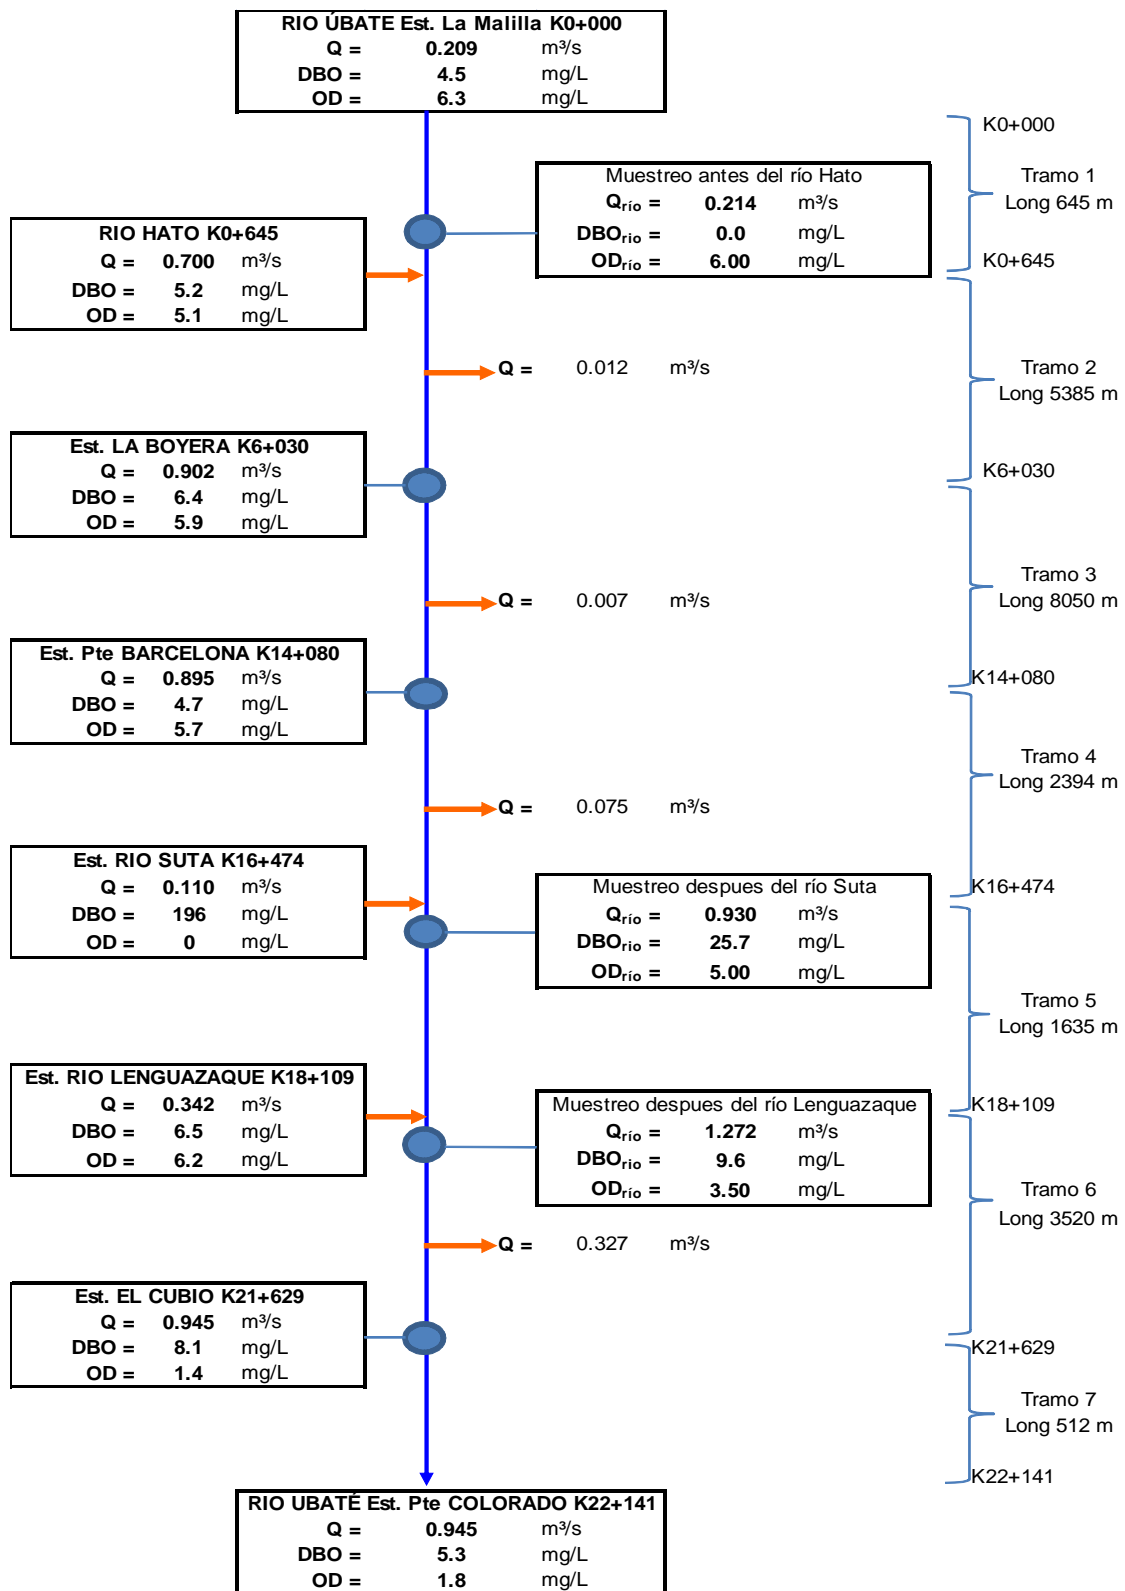 RIO ÚBATE Est. La Malilla K0+000
Q = 0.209 m³/s
DBO = 4.5 mg/L
OD = 6.3 mg/L
K0+000
Muestreo antes del río Hato
Qrío = 0.214 m³/s
DBOrio = 0.0 mg/L
ODrío = 6.00 mg/L
Tramo 1
Long 645 m
RIO HATO K0+645
Q = 0.700 m³/s
DBO = 5.2 mg/L
OD = 5.1 mg/L
K0+645
Q = 0.012 m³/s
Tramo 2
Long 5385 m
Est. LA BOYERA K6+030
Q = 0.902 m³/s
DBO = 6.4 mg/L
OD = 5.9 mg/L
K6+030
Q = 0.007 m³/s
Tramo 3
Long 8050 m
Est. Pte BARCELONA K14+080
Q = 0.895 m³/s
DBO = 4.7 mg/L
OD = 5.7 mg/L
K14+080
Tramo 4
Long 2394 m
Q = 0.075 m³/s
Est. RIO SUTA K16+474
Q = 0.110 m³/s
DBO = 196 mg/L
OD = 0 mg/L
K16+474
Muestreo despues del río Suta
Qrío = 0.930 m³/s
DBOrio = 25.7 mg/L
ODrío = 5.00 mg/L
Tramo 5
Long 1635 m
Est. RIO LENGUAZAQUE K18+109
Q = 0.342 m³/s
DBO = 6.5 mg/L
OD = 6.2 mg/L
K18+109
Muestreo despues del río Lenguazaque
Qrío = 1.272 m³/s
DBOrio = 9.6 mg/L
ODrío = 3.50 mg/L
Tramo 6
Long 3520 m
Q = 0.327 m³/s
Est. EL CUBIO K21+629
Q = 0.945 m³/s
DBO = 8.1 mg/L
OD = 1.4 mg/L
K21+629
Tramo 7
Long 512 m
K22+141
RIO UBATÉ Est. Pte COLORADO K22+141
Q = 0.945 m³/s
DBO = 5.3 mg/L
OD = 1.8 mg/L